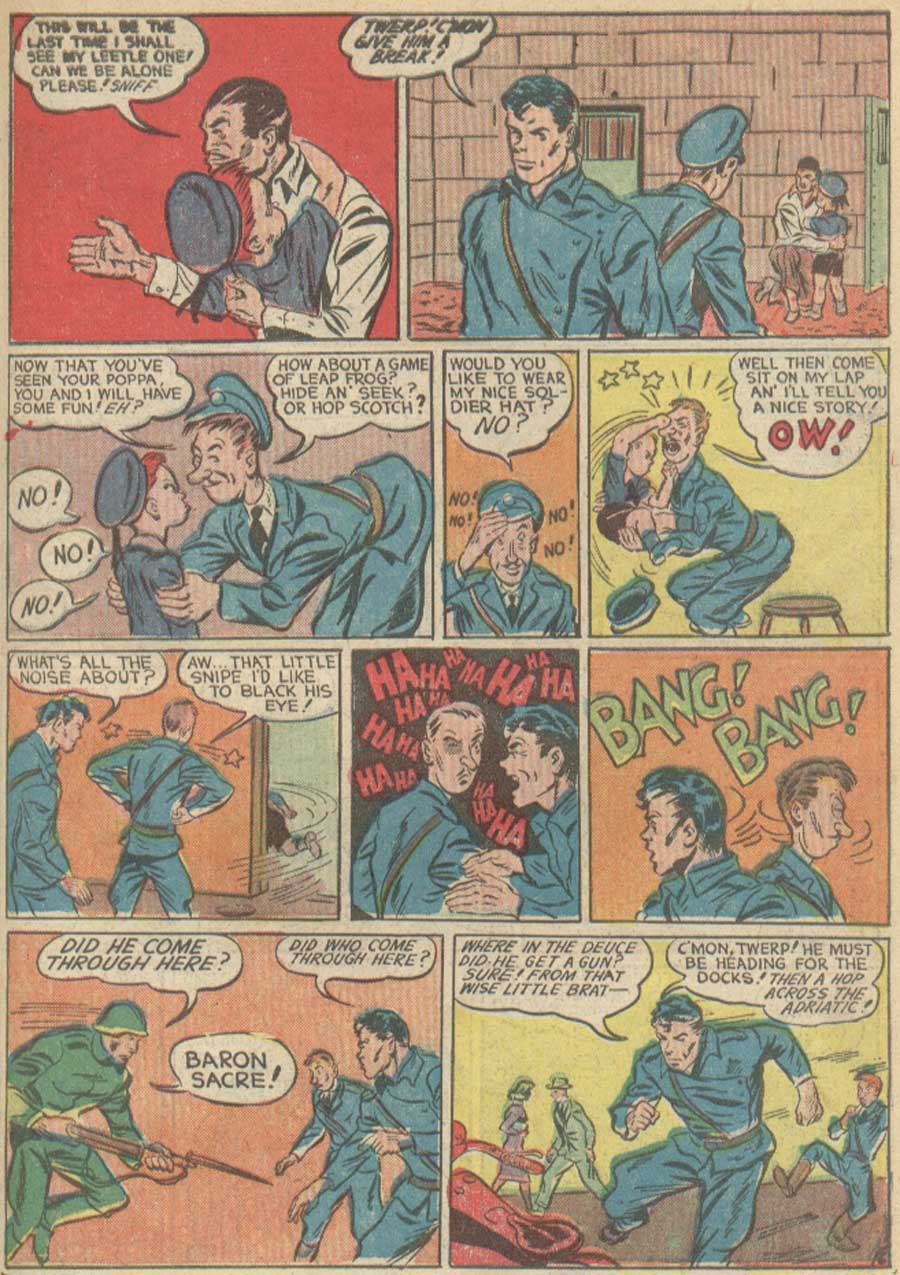 THIS WILL BE THE
LAST TIME I SHALL
SEE MY LEETLE ONE!
CAN WE BE ALONE
PLEASE! SNIFF
TWERP! C'MON
GIVE HIM A
BREAK!
NOW THAT YOU'VE
SEEN YOUR POPPA,
YOU AND I WILL HAVE
SOME FUN! EH?
HOW ABOUT A GAME
OF LEAP FROG?
HIDE AN' SEEK?
OR HOP SCOTCH?
NO!
NO!
NO!
WOULD YOU
LIKE TO WEAR
MY NICE SOL-
DIER HAT?
NO?
NO!
NO!
NO!
NO!
WELL THEN COME
SIT ON MY LAP
AN' I'LL TELL YOU
A NICE STORY!
OW!
WHAT'S ALL THE
NOISE ABOUT?
AW... THAT LITTLE
SNIPE I'D LIKE
TO BLACK HIS
EYE!
HA HA HA HA HA HA HA
HA HA
HA HA
HA HA
HA
HA
HA
BANG!
BANG!
DID HE COME
THROUGH HERE?
DID WHO COME
THROUGH HERE?
BARON
SACRE!
WHERE IN THE DEUCE
DID HE GET A GUN?
SURE! FROM THAT
WISE LITTLE BRAT—
C'MON, TWERP! HE MUST
BE HEADING FOR THE
DOCKS! THEN A HOP
ACROSS THE
ADRIATIC!